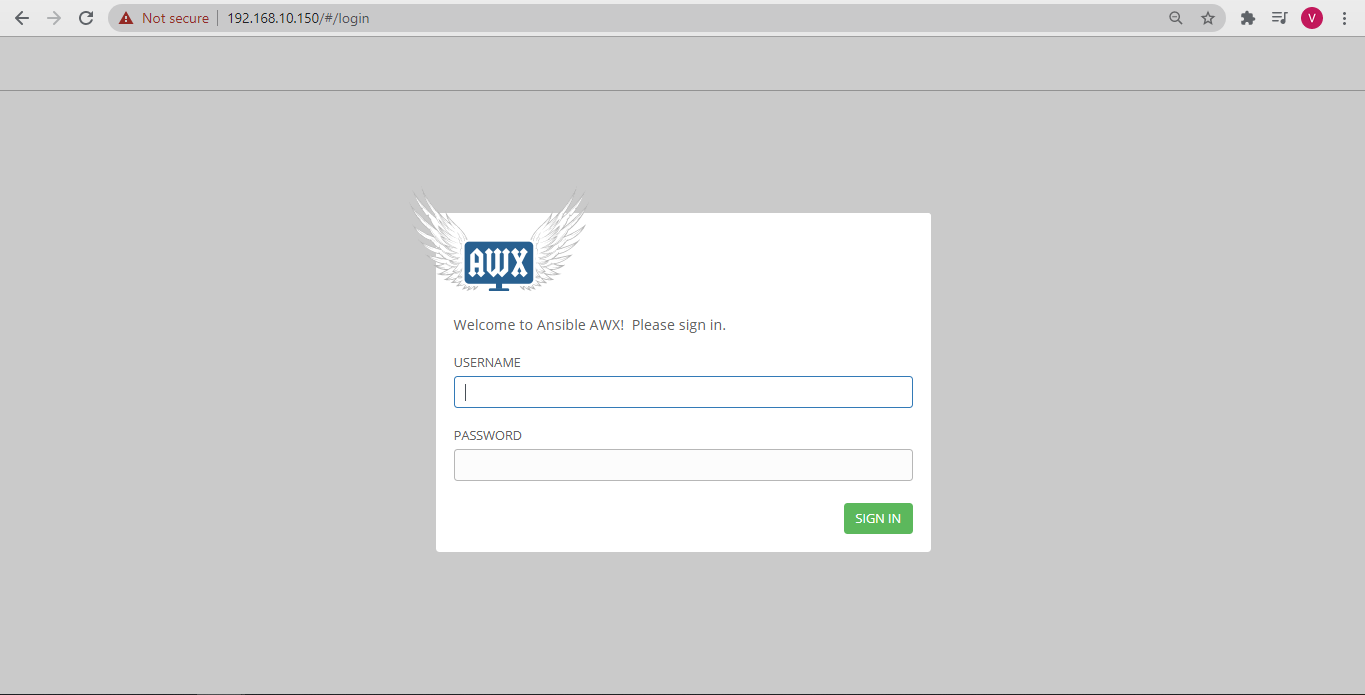 Not secure 192.168.10.150/#/login
V
AWX
Welcome to Ansible AWX!  Please sign in.
USERNAME
PASSWORD
SIGN IN